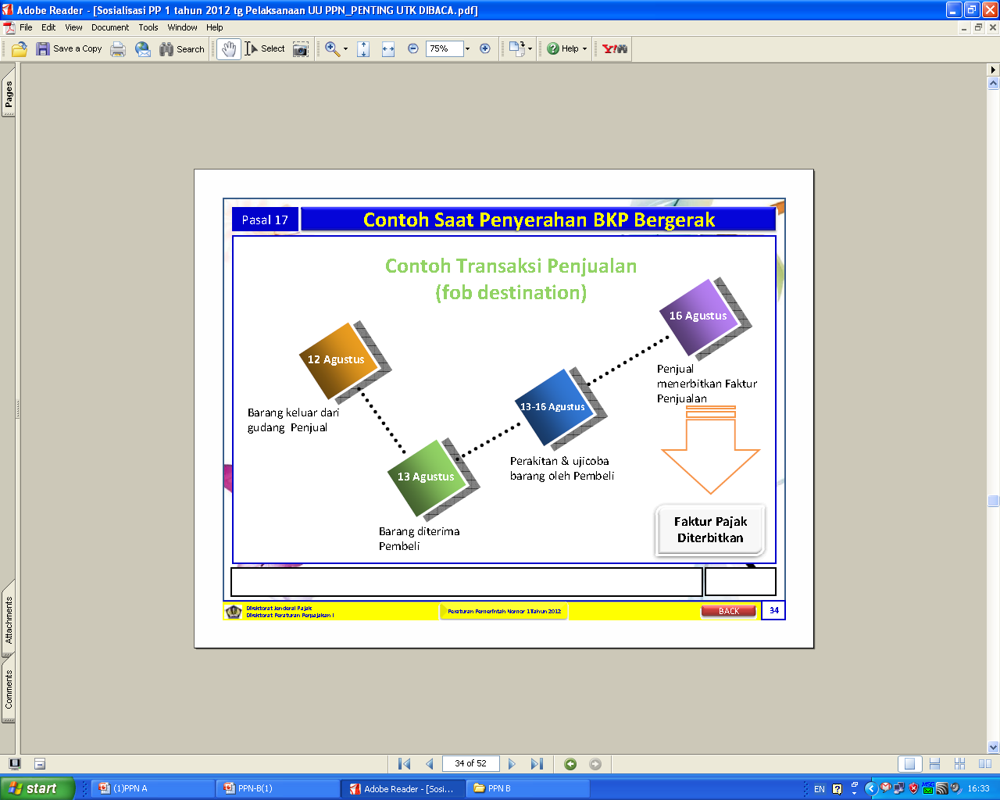 Adobe Reader - [Sosialisasi PP 1 tahun 2012 tg Pelaksanaan UU PPN_PENTING UTK DIBACA.pdf]
File Edit View Document Tools Window Help
Save a Copy Search Select 75% Help Y!
Pages
Pasal 17
Contoh Saat Penyerahan BKP Bergerak
Contoh Transaksi Penjualan
(fob destination)
12 Agustus
Barang keluar dari
gudang Penjual
13 Agustus
Barang diterima
Pembeli
13-16 Agustus
Perakitan & ujicoba
barang oleh Pembeli
16 Agustus
Penjual
menerbitkan Faktur
Penjualan
Faktur Pajak
Diterbitkan
Direktorat Jenderal Pajak
Direktorat Peraturan Perpajakan I
Peraturan Pemerintah Nomor 1 Tahun 2012
BACK
34
Attachments
Comments
34 of 52
start
(1)PPN A
PPN-B(1)
Adobe Reader - [Sosi...
PPN B
EN
MSG
16:33